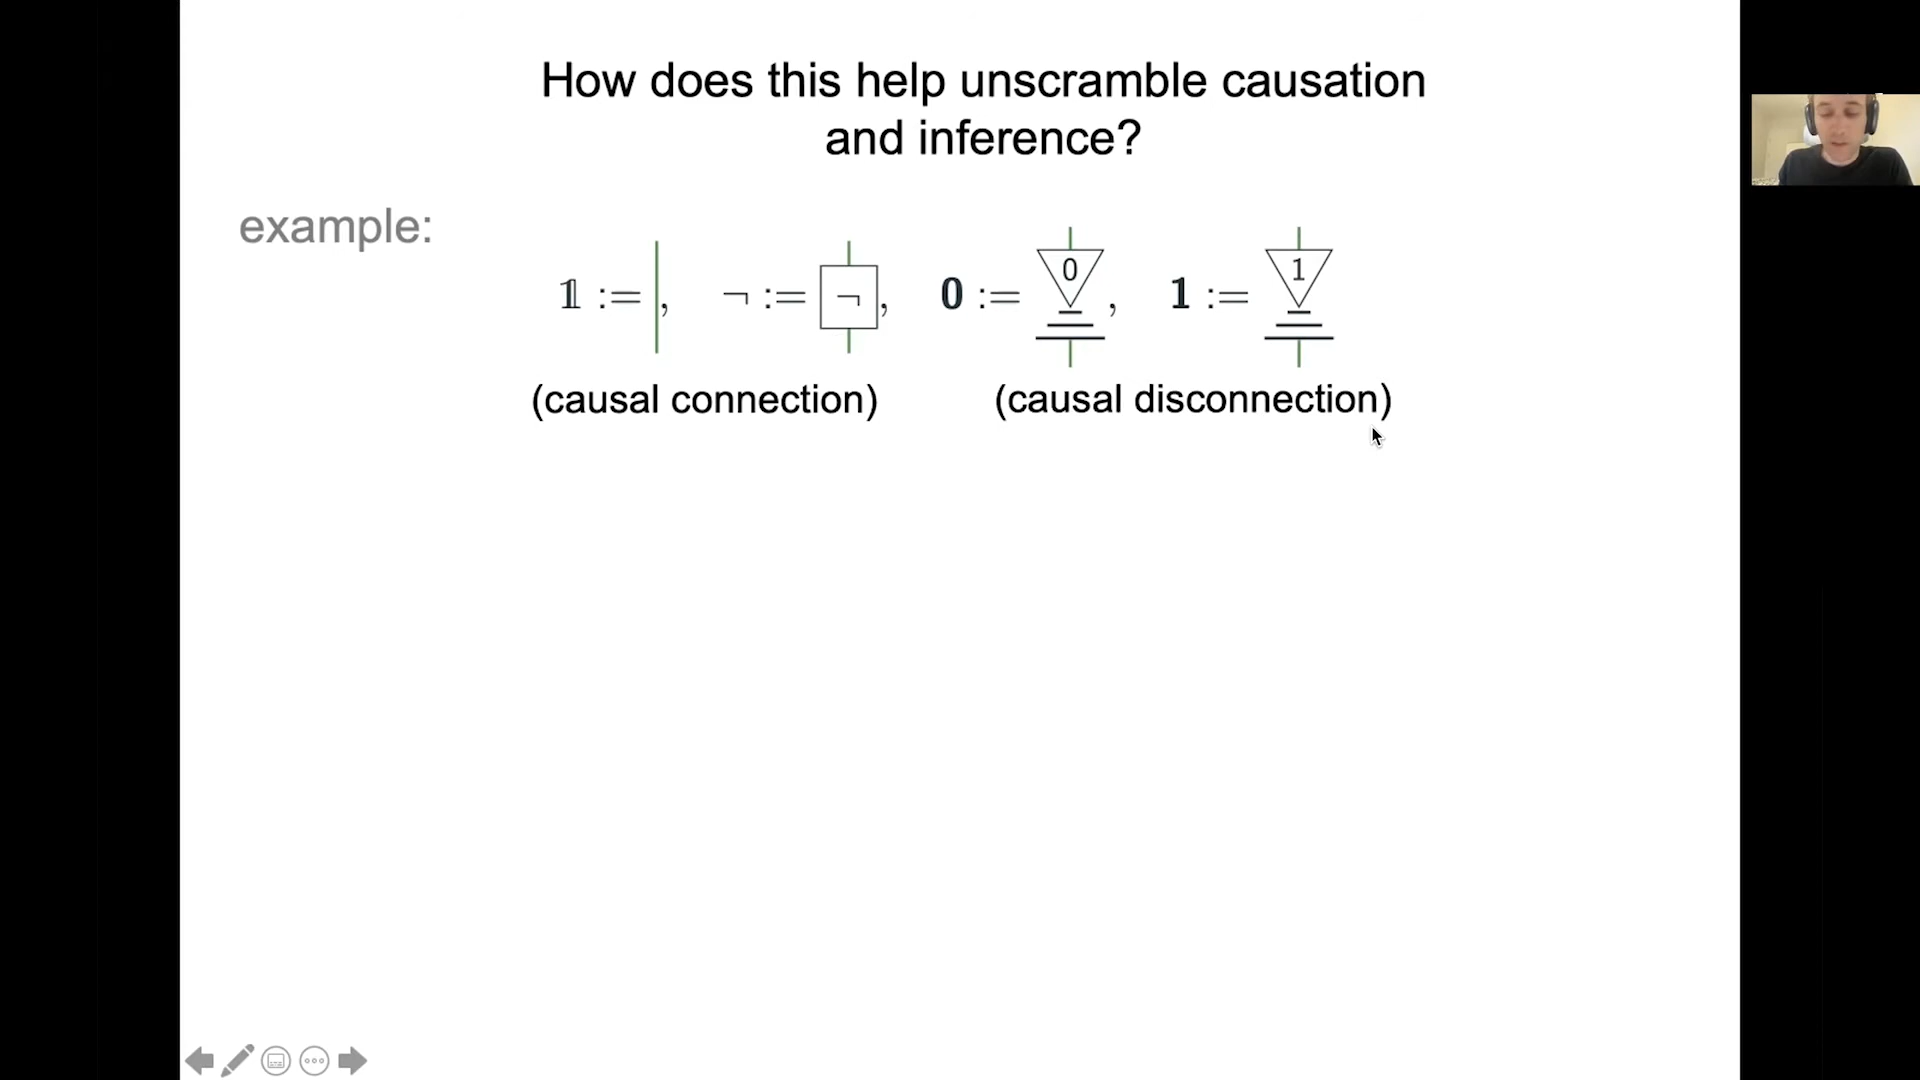 How does this help unscramble causation
and inference?
example:
𝟙 := |, ¬ := ¬, 𝟎 := 0, 𝟏 := 1
(causal connection) (causal disconnection)